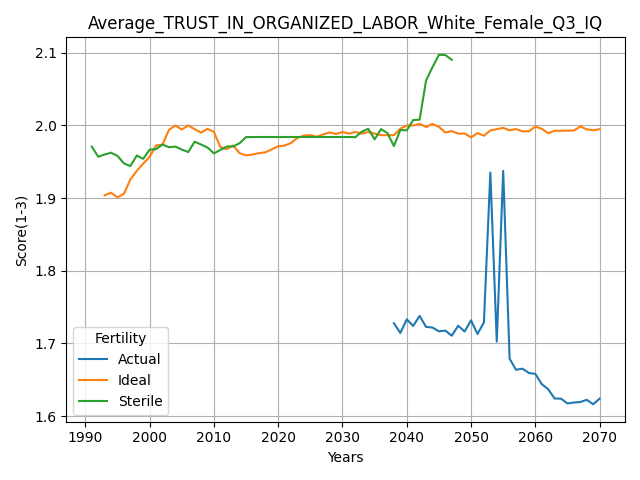 Average_TRUST_IN_ORGANIZED_LABOR_White_Female_Q3_IQ
2.1
2.0
1.9
1.8
1.7
1.6
Score(1-3)
Fertility
Actual
Ideal
Sterile
1990 2000 2010 2020 2030 2040 2050 2060 2070
Years